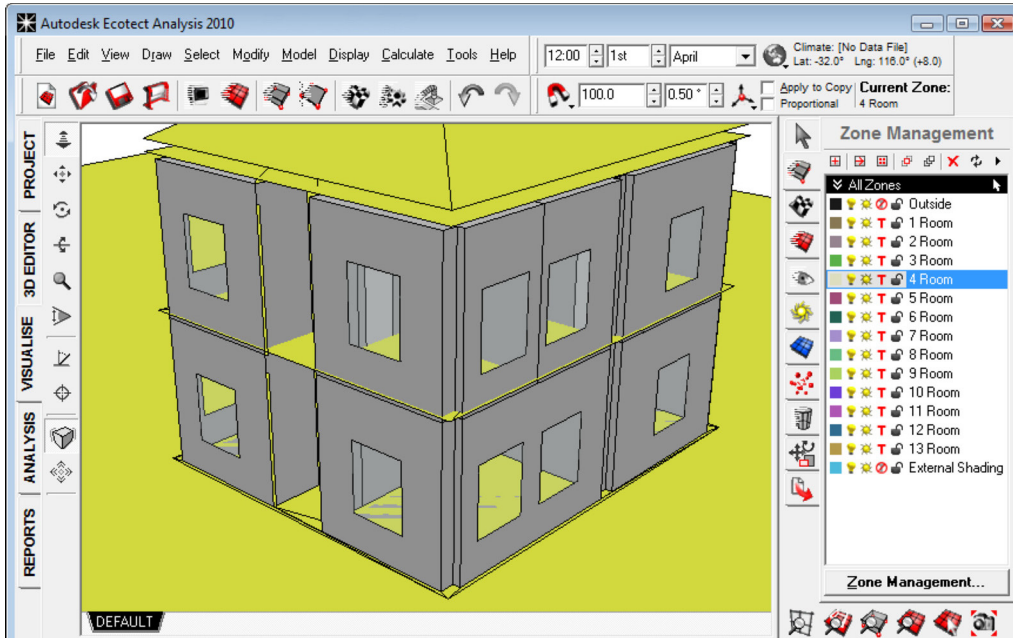 Autodesk Ecotect Analysis 2010
File Edit View Draw Select Modify Model Display Calculate Tools Help
12:00 1st April
Climate: [No Data File]
Lat: -32.0° Lng: 116.0° (+8.0)
100.0 0.50 °
Apply to Copy
Proportional
Current Zone:
4 Room
PROJECT
3D EDITOR
VISUALISE
ANALYSIS
REPORTS
DEFAULT
Zone Management
All Zones
Outside
T 1 Room
T 2 Room
T 3 Room
T 4 Room
T 5 Room
T 6 Room
T 7 Room
T 8 Room
T 9 Room
T 10 Room
T 11 Room
T 12 Room
T 13 Room
External Shading
Zone Management...